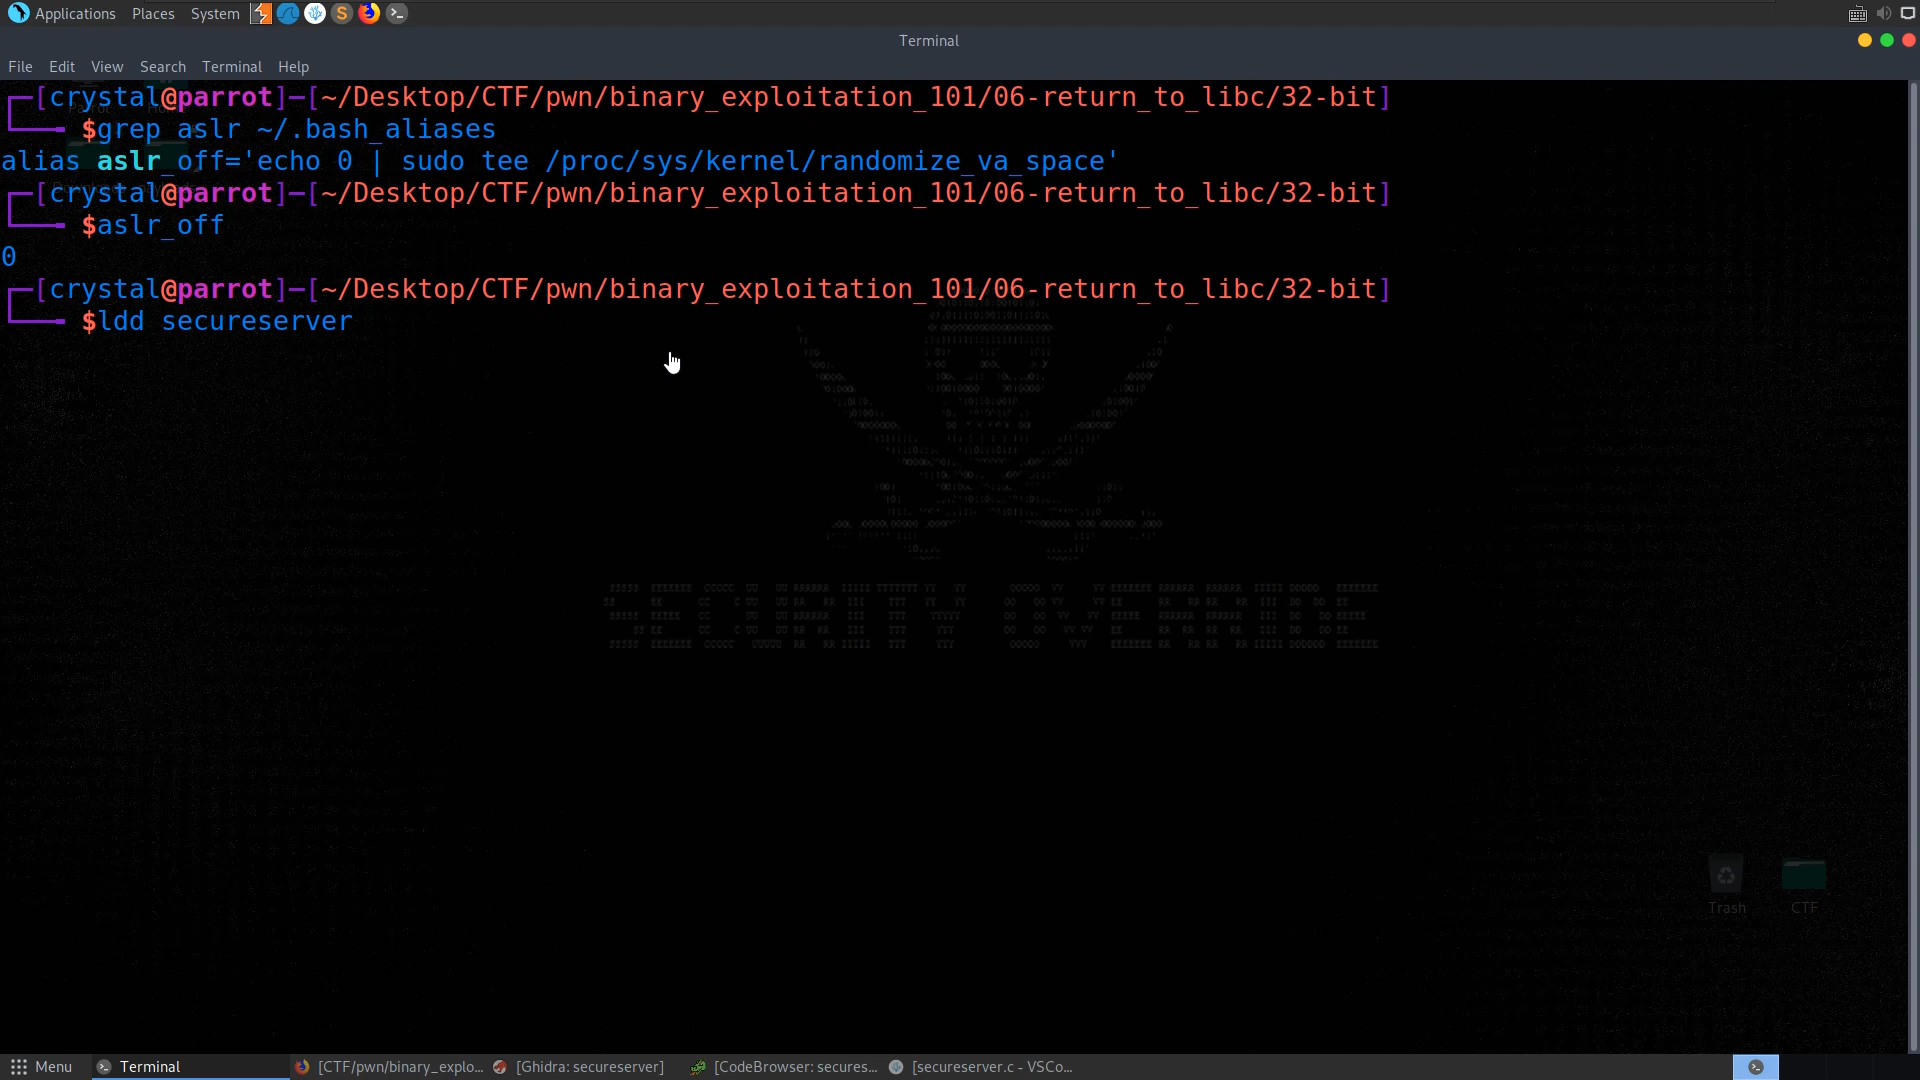 Applications Places System
Terminal
File Edit View Search Terminal Help
┌─[crystal@parrot]─[~/Desktop/CTF/pwn/binary_exploitation_101/06-return_to_libc/32-bit]
└──╼ $grep aslr ~/.bash_aliases
alias aslr_off='echo 0 | sudo tee /proc/sys/kernel/randomize_va_space'
┌─[crystal@parrot]─[~/Desktop/CTF/pwn/binary_exploitation_101/06-return_to_libc/32-bit]
└──╼ $aslr_off
0
┌─[crystal@parrot]─[~/Desktop/CTF/pwn/binary_exploitation_101/06-return_to_libc/32-bit]
└──╼ $ldd secureserver
SECURITY OVERRIDE
Trash CTF
Menu Terminal [CTF/pwn/binary_explo... [Ghidra: secureserver] [CodeBrowser: secures... [secureserver.c - VSCo...